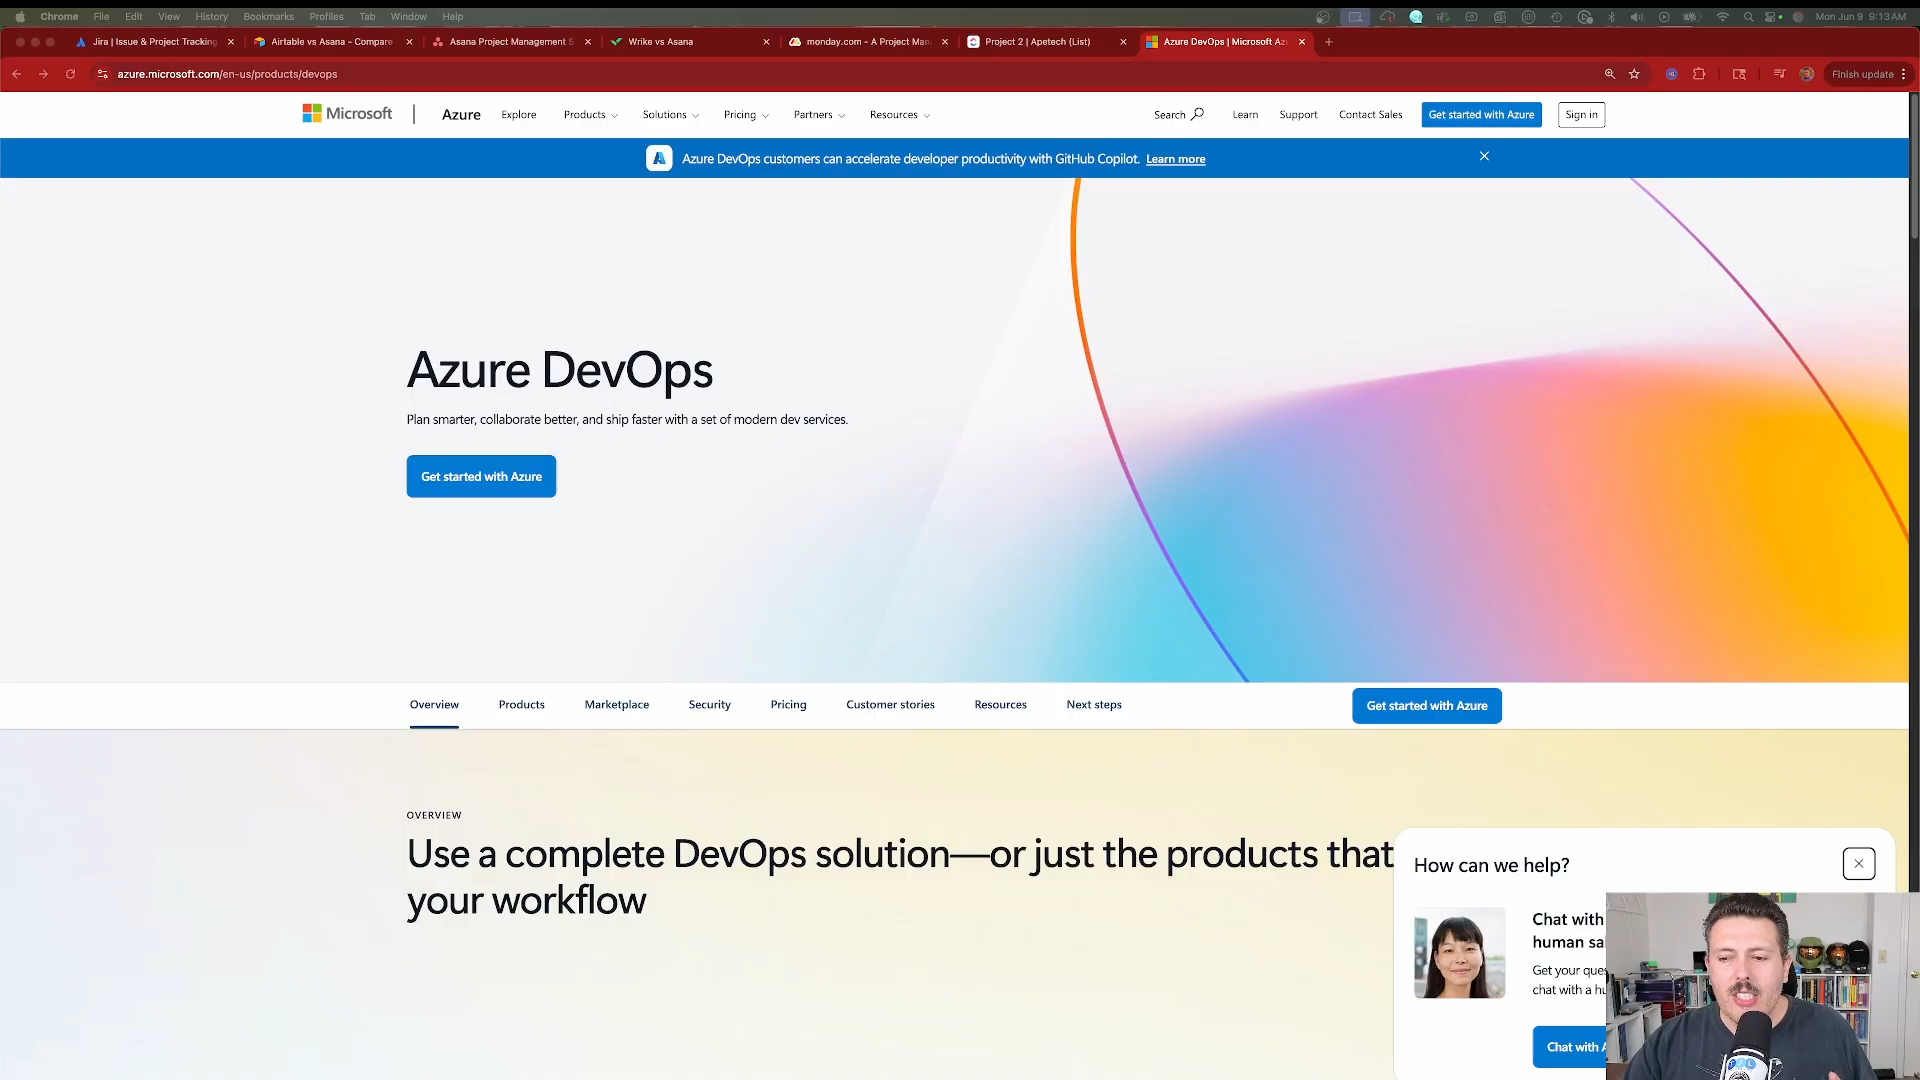 Chrome File Edit View History Bookmarks Profiles Tab Window Help Mon Jun 9 9:13 AM
Jira | Issue & Project Tracking Airtable vs Asana - Compare Asana Project Management S Wrike vs Asana monday.com - A Project Man Project 2 | Apetech (List) Azure DevOps | Microsoft Az
azure.microsoft.com/en-us/products/devops Finish update
Microsoft Azure Explore Products Solutions Pricing Partners Resources Search Learn Support Contact Sales Get started with Azure Sign in
Azure DevOps customers can accelerate developer productivity with GitHub Copilot. Learn more
Azure DevOps
Plan smarter, collaborate better, and ship faster with a set of modern dev services.
Get started with Azure
Overview Products Marketplace Security Pricing Customer stories Resources Next steps Get started with Azure
OVERVIEW
Use a complete DevOps solution—or just the products that
your workflow
How can we help?
Chat with
human sa
Get your que
chat with a hu
Chat with A